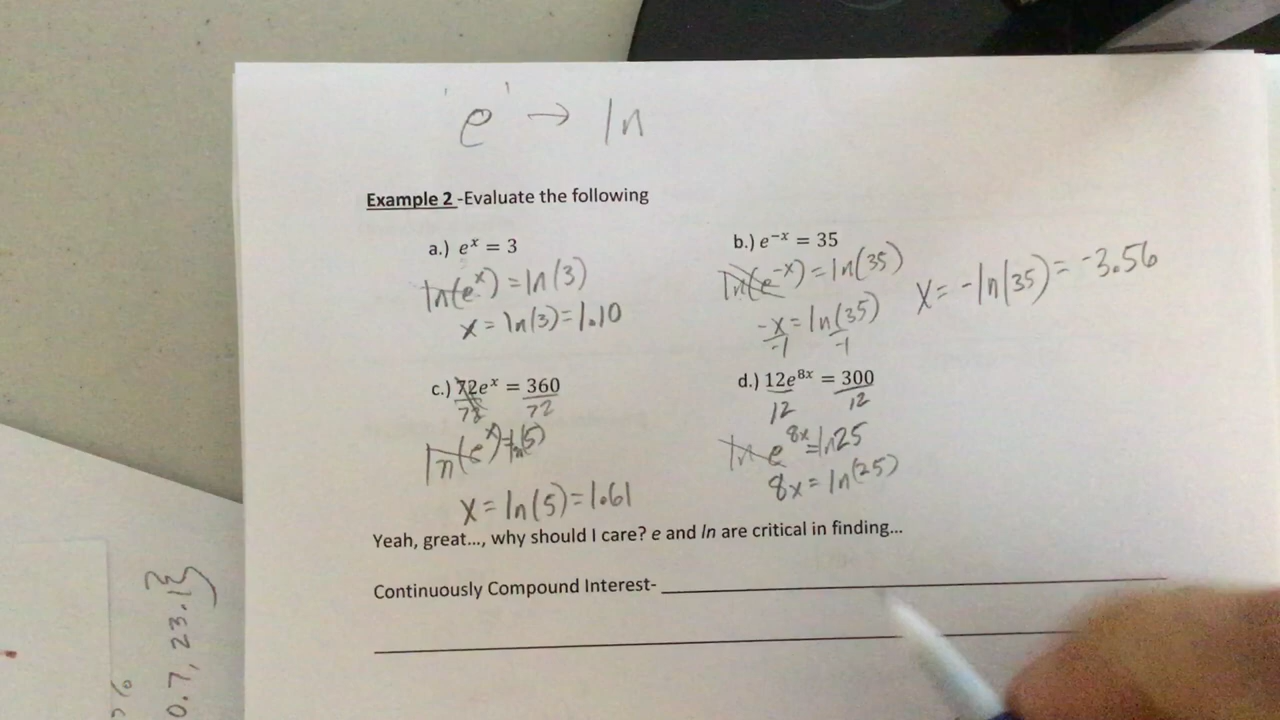 'e' → ln
Example 2 -Evaluate the following
a.) e^x = 3
ln(e^x) = ln(3)
x = ln(3) = 1.10
b.) e^{-x} = 35
ln(e^{-x}) = ln(35)
-x = ln(35)
-1 -1
x = -ln(35) = -3.56
c.) 72e^x = 360
72 72
ln(e^x) = ln(5)
x = ln(5) = 1.61
d.) 12e^{8x} = 300
12 12
ln e^{8x} = ln 25
8x = ln(25)
Yeah, great..., why should I care? e and ln are critical in finding...
Continuously Compound Interest-
0.7, 23.1